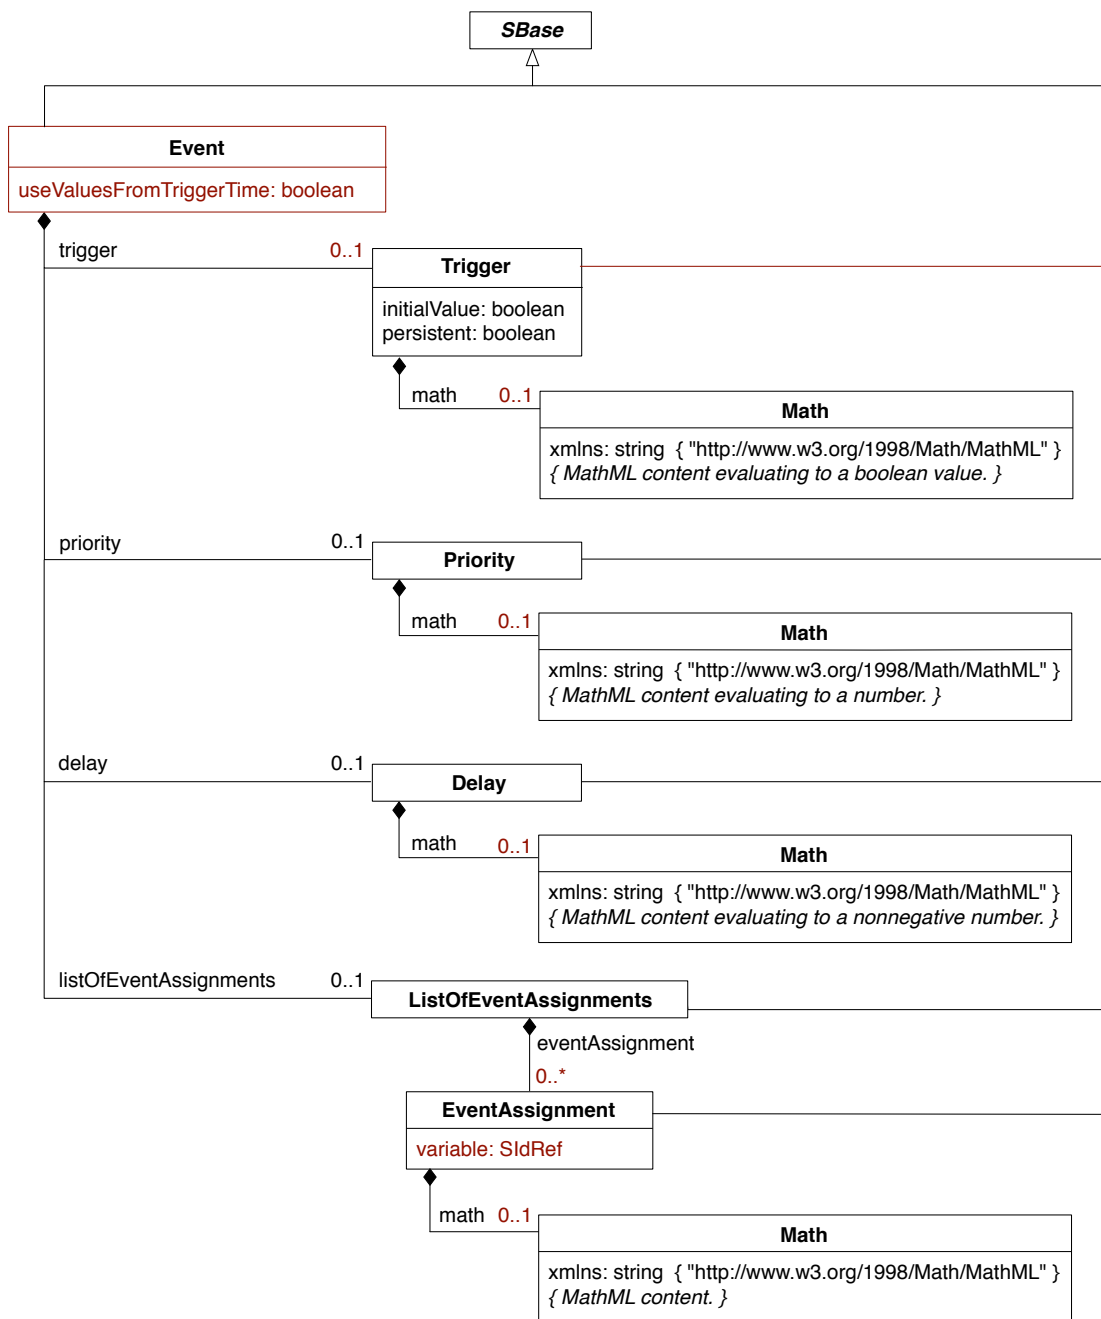 SBase
Event
useValuesFromTriggerTime: boolean
trigger 0..1
Trigger
initialValue: boolean
persistent: boolean
math 0..1
Math
xmlns: string { "http://www.w3.org/1998/Math/MathML" }
{ MathML content evaluating to a boolean value. }
priority 0..1
Priority
math 0..1
Math
xmlns: string { "http://www.w3.org/1998/Math/MathML" }
{ MathML content evaluating to a number. }
delay 0..1
Delay
math 0..1
Math
xmlns: string { "http://www.w3.org/1998/Math/MathML" }
{ MathML content evaluating to a nonnegative number. }
listOfEventAssignments 0..1
ListOfEventAssignments
eventAssignment
0..*
EventAssignment
variable: SIdRef
math 0..1
Math
xmlns: string { "http://www.w3.org/1998/Math/MathML" }
{ MathML content. }